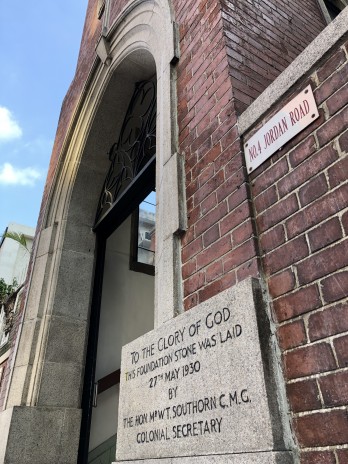 No. 4 JORDAN ROAD
TO THE GLORY OF GOD
THIS FOUNDATION STONE WAS LAID
27TH MAY 1930
BY
THE HON. MR W.T. SOUTHORN C.M.G.
COLONIAL SECRETARY